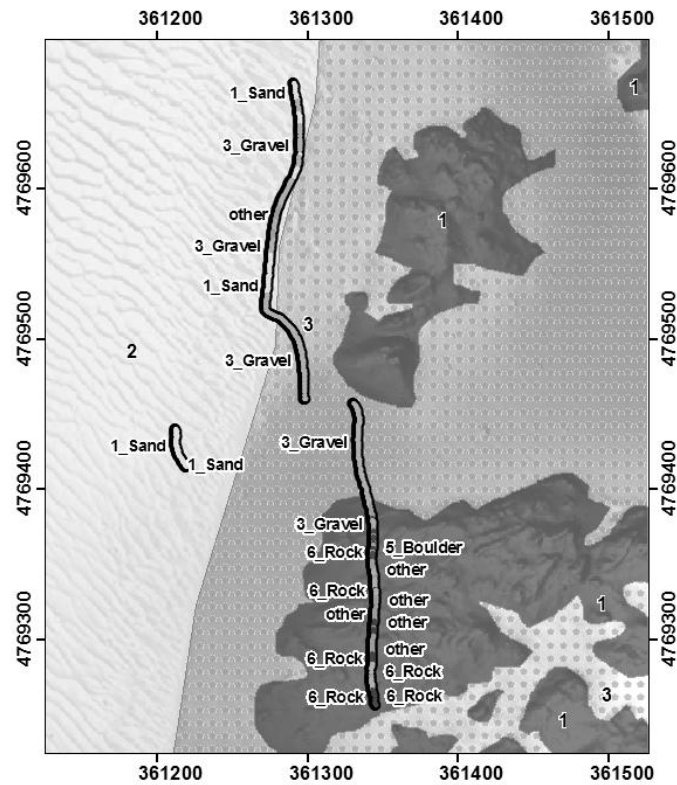 361200 361300 361400 361500
1_Sand
1
3_Gravel
4769600
4769600
other
1
3_Gravel
1_Sand
3
4769500
4769500
2
3_Gravel
1_Sand
3_Gravel
1_Sand
4769400
4769400
3_Gravel
6_Rock
5_Boulder
other
6_Rock
other
1
other
other
4769300
4769300
other
6_Rock
6_Rock
6_Rock
6_Rock
3
1
361200 361300 361400 361500